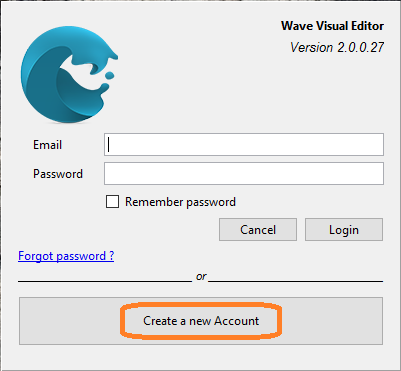 Wave Visual Editor
Version 2.0.0.27
Email
Password
Remember password
Cancel Login
Forgot password ?
or
Create a new Account